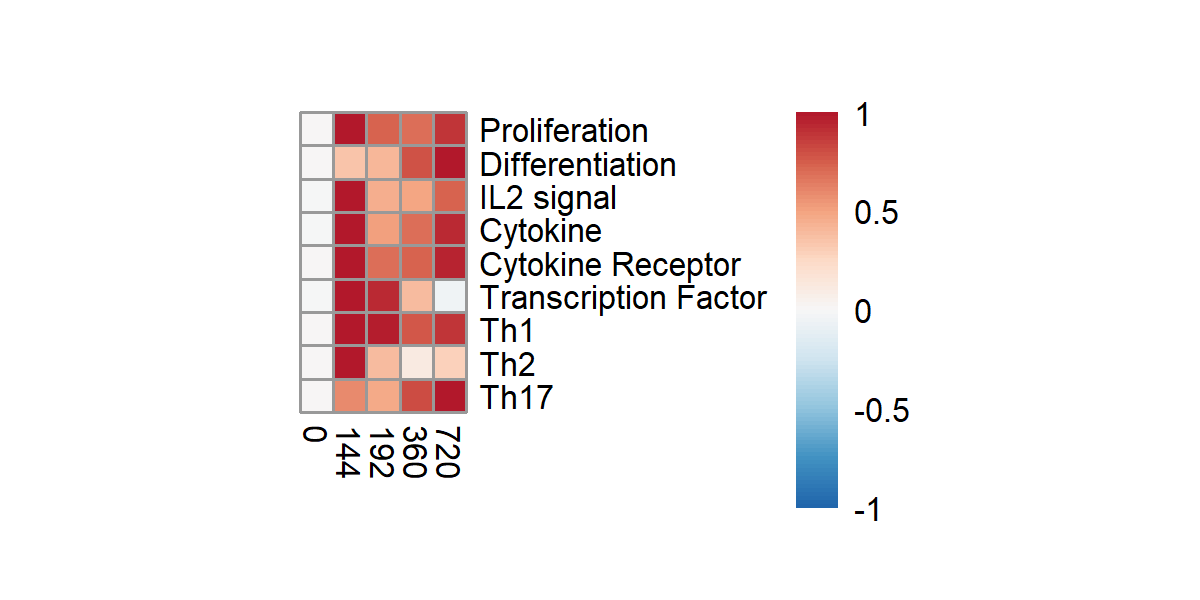 Proliferation
Differentiation
IL2 signal
Cytokine
Cytokine Receptor
Transcription Factor
Th1
Th2
Th17
0
144
192
360
720
1
0.5
0
-0.5
-1